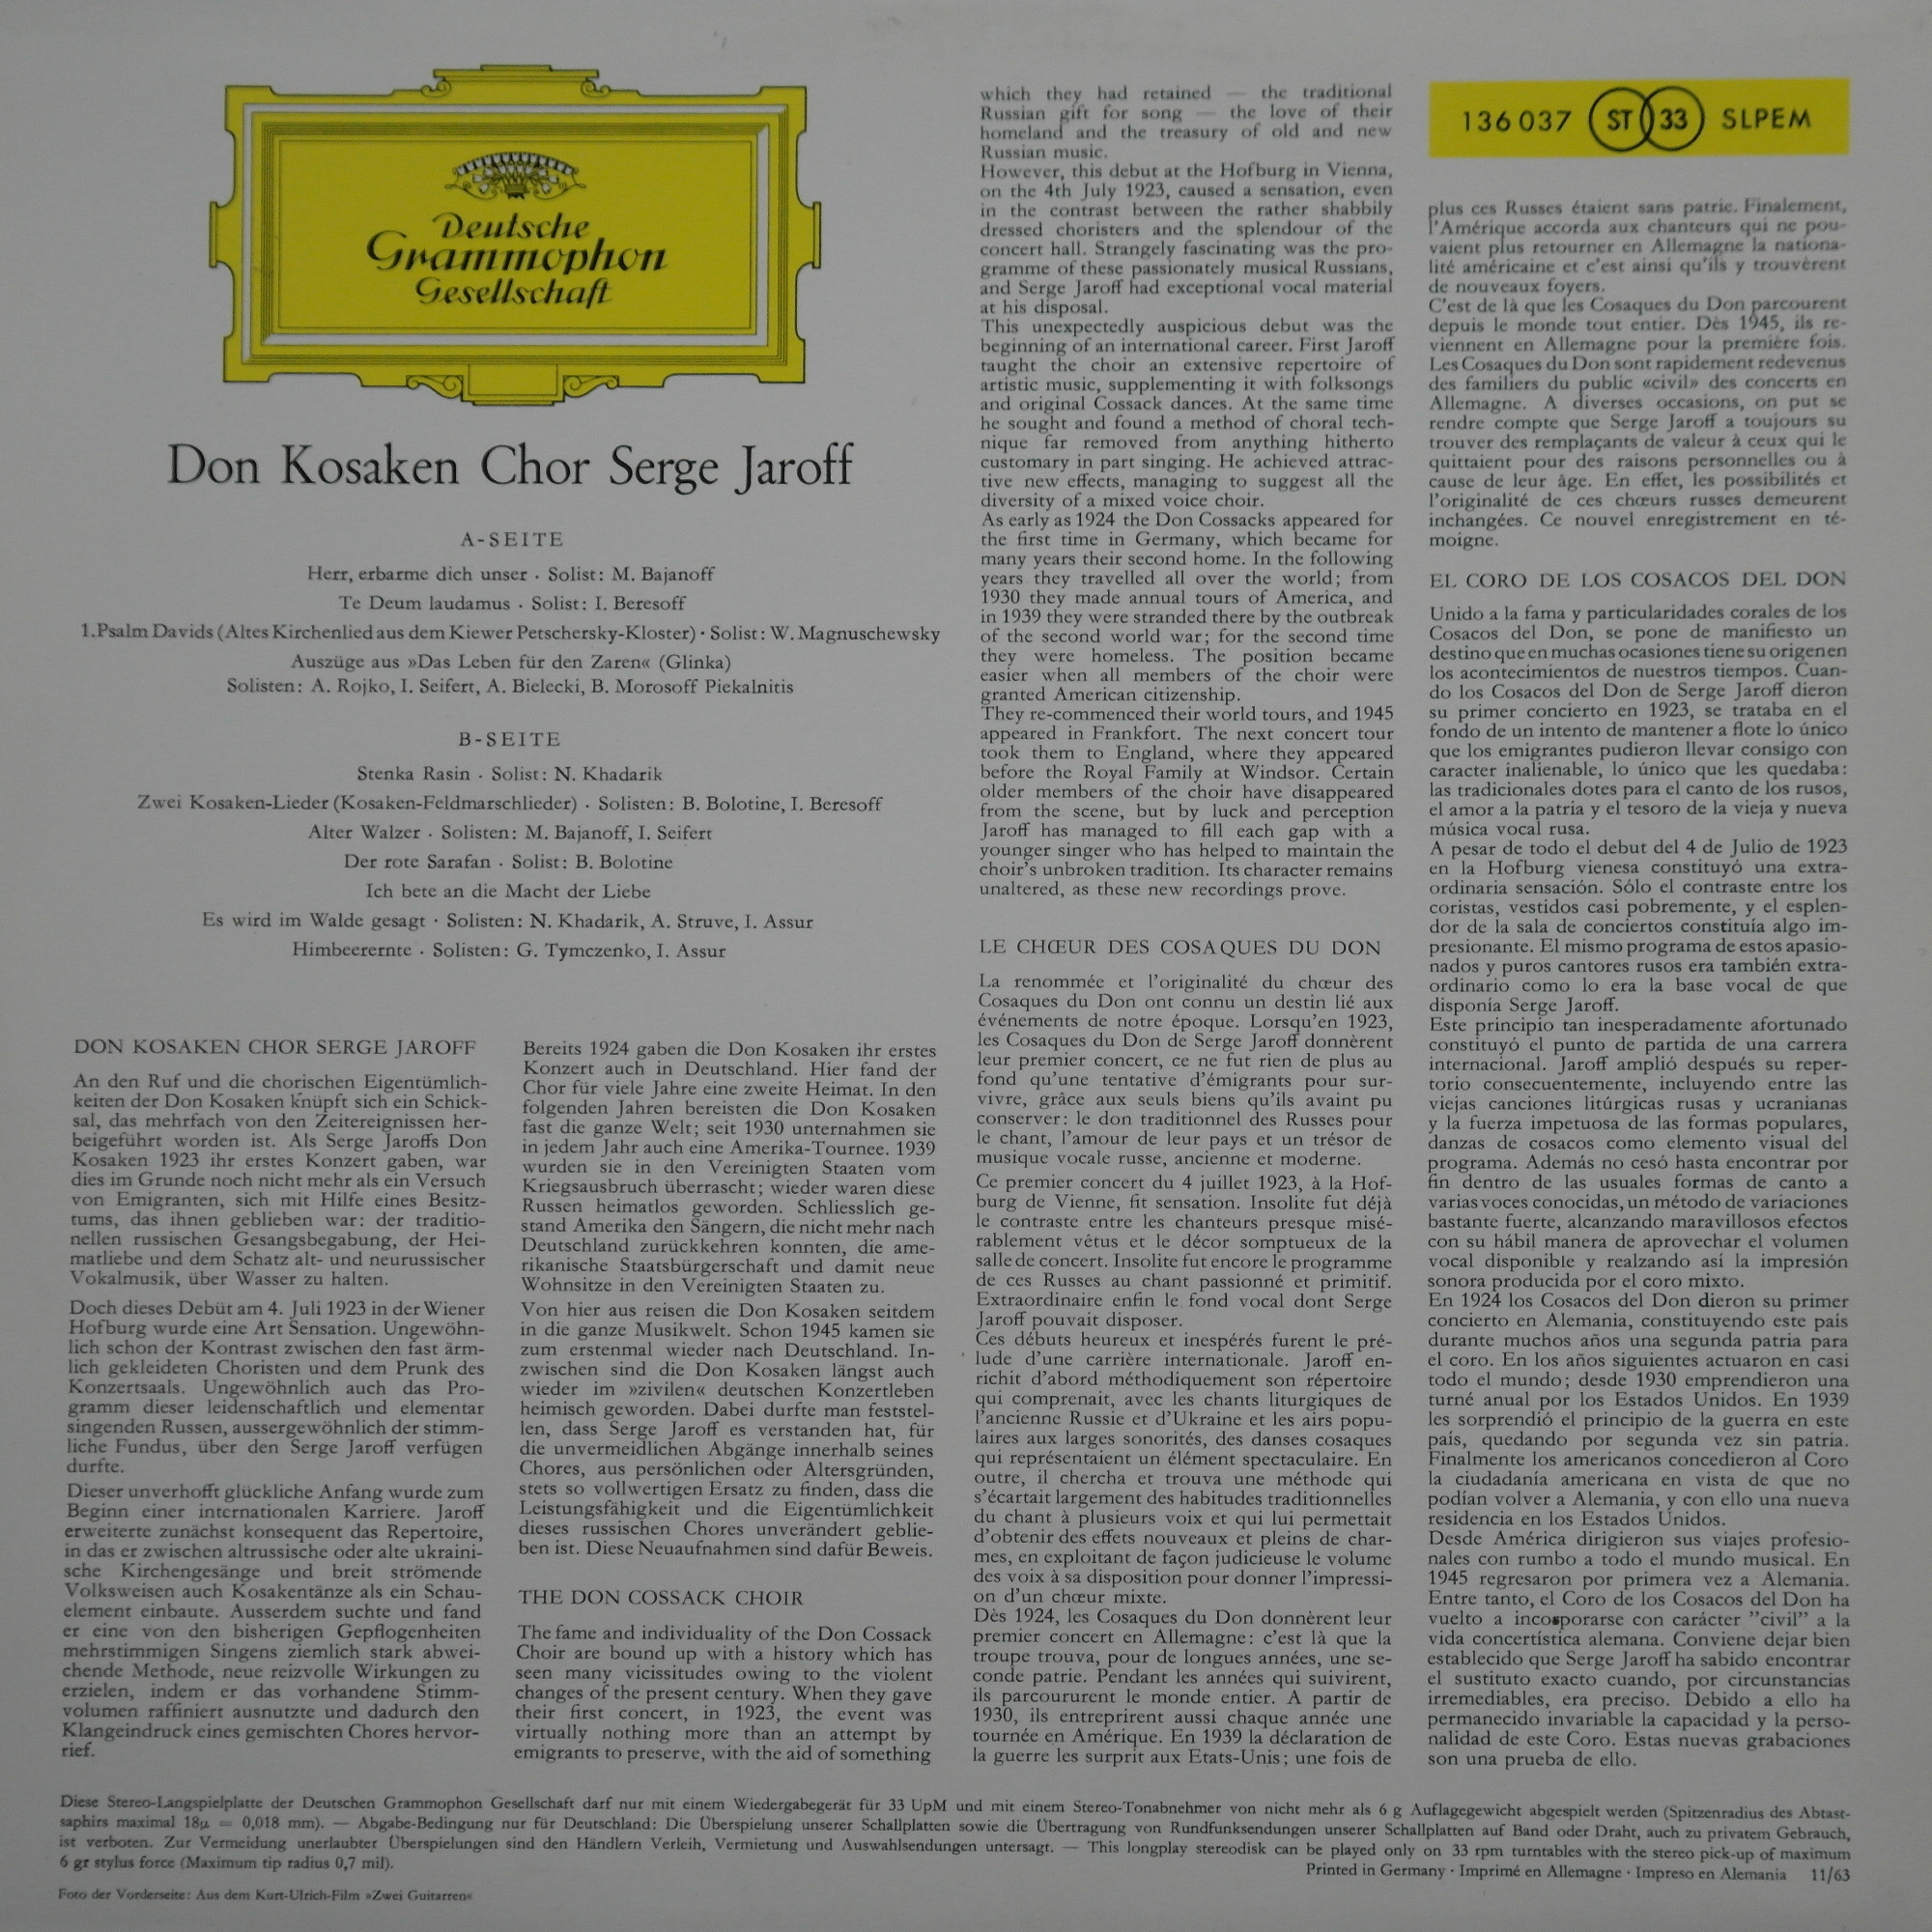 Deutsche
Grammophon
Gesellschaft
Don Kosaken Chor Serge Jaroff
A-SEITE
Herr, erbarme dich unser · Solist: M. Bajanoff
Te Deum laudamus · Solist: I. Beresoff
1.Psalm Davids (Altes Kirchenlied aus dem Kiewer Petschersky-Kloster) · Solist: W. Magnuschewsky
Auszüge aus »Das Leben für den Zaren« (Glinka)
Solisten: A. Rojko, I. Seifert, A. Bielecki, B. Morosoff Piekalnitis
B-SEITE
Stenka Rasin · Solist: N. Khadarik
Zwei Kosaken-Lieder (Kosaken-Feldmarschlieder) · Solisten: B. Bolotine, I. Beresoff
Alter Walzer · Solisten: M. Bajanoff, I. Seifert
Der rote Sarafan · Solist: B. Bolotine
Ich bete an die Macht der Liebe
Es wird im Walde gesagt · Solisten: N. Khadarik, A. Struve, I. Assur
Himbeerernte · Solisten: G. Tymczenko, I. Assur
DON KOSAKEN CHOR SERGE JAROFF
An den Ruf und die chorischen Eigentümlich-
keiten der Don Kosaken knüpft sich ein Schick-
sal, das mehrfach von den Zeitereignissen her-
beigeführt worden ist. Als Serge Jaroffs Don
Kosaken 1923 ihr erstes Konzert gaben, war
dies im Grunde noch nicht mehr als ein Versuch
von Emigranten, sich mit Hilfe eines Besitz-
tums, das ihnen geblieben war: der traditio-
nellen russischen Gesangsbegabung, der Hei-
matliebe und dem Schatz alt- und neurussischer
Vokalmusik, über Wasser zu halten.
Doch dieses Debüt am 4. Juli 1923 in der Wiener
Hofburg wurde eine Art Sensation. Ungewöhn-
lich schon der Kontrast zwischen den fast ärm-
lich gekleideten Choristen und dem Prunk des
Konzertsaals. Ungewöhnlich auch das Pro-
gramm dieser leidenschaftlich und elementar
singenden Russen, aussergewöhnlich der stimm-
liche Fundus, über den Serge Jaroff verfügen
durfte.
Dieser unverhofft glückliche Anfang wurde zum
Beginn einer internationalen Karriere. Jaroff
erweiterte zunächst konsequent das Repertoire,
in das er zwischen altrussische oder alte ukraini-
sche Kirchengesänge und breit strömende
Volksweisen auch Kosakentänze als ein Schau-
element einbaute. Ausserdem suchte und fand
er eine von den bisherigen Gepflogenheiten
mehrstimmigen Singens ziemlich stark abwei-
chende Methode, neue reizvolle Wirkungen zu
erzielen, indem er das vorhandene Stimm-
volumen raffiniert ausnutzte und dadurch den
Klangeindruck eines gemischten Chores hervor-
rief.
Bereits 1924 gaben die Don Kosaken ihr erstes
Konzert auch in Deutschland. Hier fand der
Chor für viele Jahre eine zweite Heimat. In den
folgenden Jahren bereisten die Don Kosaken
fast die ganze Welt; seit 1930 unternahmen sie
in jedem Jahr auch eine Amerika-Tournee. 1939
wurden sie in den Vereinigten Staaten vom
Kriegsausbruch überrascht; wieder waren diese
Russen heimatlos geworden. Schliesslich ge-
stand Amerika den Sängern, die nicht mehr nach
Deutschland zurückkehren konnten, die ame-
rikanische Staatsbürgerschaft und damit neue
Wohnsitze in den Vereinigten Staaten zu.
Von hier aus reisen die Don Kosaken seitdem
in die ganze Musikwelt. Schon 1945 kamen sie
zum erstenmal wieder nach Deutschland. In-
zwischen sind die Don Kosaken längst auch
wieder im »zivilen« deutschen Konzertleben
heimisch geworden. Dabei durfte man feststel-
len, dass Serge Jaroff es verstanden hat, für
die unvermeidlichen Abgänge innerhalb seines
Chores, aus persönlichen oder Altersgründen,
stets so vollwertigen Ersatz zu finden, dass die
Leistungsfähigkeit und die Eigentümlichkeit
dieses russischen Chores unverändert geblie-
ben ist. Diese Neuaufnahmen sind dafür Beweis.
THE DON COSSACK CHOIR
The fame and individuality of the Don Cossack
Choir are bound up with a history which has
seen many vicissitudes owing to the violent
changes of the present century. When they gave
their first concert, in 1923, the event was
virtually nothing more than an attempt by
emigrants to preserve, with the aid of something
which they had retained — the traditional
Russian gift for song — the love of their
homeland and the treasury of old and new
Russian music.
However, this debut at the Hofburg in Vienna,
on the 4th July 1923, caused a sensation, even
in the contrast between the rather shabbily
dressed choristers and the splendour of the
concert hall. Strangely fascinating was the pro-
gramme of these passionately musical Russians,
and Serge Jaroff had exceptional vocal material
at his disposal.
This unexpectedly auspicious debut was the
beginning of an international career. First Jaroff
taught the choir an extensive repertoire of
artistic music, supplementing it with folksongs
and original Cossack dances. At the same time
he sought and found a method of choral tech-
nique far removed from anything hitherto
customary in part singing. He achieved attrac-
tive new effects, managing to suggest all the
diversity of a mixed voice choir.
As early as 1924 the Don Cossacks appeared for
the first time in Germany, which became for
many years their second home. In the following
years they travelled all over the world; from
1930 they made annual tours of America, and
in 1939 they were stranded there by the outbreak
of the second world war; for the second time
they were homeless. The position became
easier when all members of the choir were
granted American citizenship.
They re-commenced their world tours, and 1945
appeared in Frankfort. The next concert tour
took them to England, where they appeared
before the Royal Family at Windsor. Certain
older members of the choir have disappeared
from the scene, but by luck and perception
Jaroff has managed to fill each gap with a
younger singer who has helped to maintain the
choir's unbroken tradition. Its character remains
unaltered, as these new recordings prove.
LE CHŒUR DES COSAQUES DU DON
La renommée et l'originalité du chœur des
Cosaques du Don ont connu un destin lié aux
événements de notre époque. Lorsqu'en 1923,
les Cosaques du Don de Serge Jaroff donnèrent
leur premier concert, ce ne fut rien de plus au
fond qu'une tentative d'émigrants pour sur-
vivre, grâce aux seuls biens qu'ils avaint pu
conserver: le don traditionnel des Russes pour
le chant, l'amour de leur pays et un trésor de
musique vocale russe, ancienne et moderne.
Ce premier concert du 4 juillet 1923, à la Hof-
burg de Vienne, fit sensation. Insolite fut déjà
le contraste entre les chanteurs presque misé-
rablement vêtus et le décor somptueux de la
salle de concert. Insolite fut encore le programme
de ces Russes au chant passionné et primitif.
Extraordinaire enfin le fond vocal dont Serge
Jaroff pouvait disposer.
Ces débuts heureux et inespérés furent le pré-
lude d'une carrière internationale. Jaroff en-
richit d'abord méthodiquement son répertoire
qui comprenait, avec les chants liturgiques de
l'ancienne Russie et d'Ukraine et les airs popu-
laires aux larges sonorités, des danses cosaques
qui représentaient un élément spectaculaire. En
outre, il chercha et trouva une méthode qui
s'écartait largement des habitudes traditionnelles
du chant à plusieurs voix et qui lui permettait
d'obtenir des effets nouveaux et pleins de char-
mes, en exploitant de façon judicieuse le volume
des voix à sa disposition pour donner l'impressi-
on d'un chœur mixte.
Dès 1924, les Cosaques du Don donnèrent leur
premier concert en Allemagne: c'est là que la
troupe trouva, pour de longues années, une se-
conde patrie. Pendant les années qui suivirent,
ils parcoururent le monde entier. A partir de
1930, ils entreprirent aussi chaque année une
tournée en Amérique. En 1939 la déclaration de
la guerre les surprit aux Etats-Unis; une fois de
136 037 ST 33 SLPEM
plus ces Russes étaient sans patrie. Finalement,
l'Amérique accorda aux chanteurs qui ne pou-
vaient plus retourner en Allemagne la nationa-
lité américaine et c'est ainsi qu'ils y trouvèrent
de nouveaux foyers.
C'est de là que les Cosaques du Don parcourent
depuis le monde tout entier. Dès 1945, ils re-
viennent en Allemagne pour la première fois.
Les Cosaques du Don sont rapidement redevenus
des familiers du public «civil» des concerts en
Allemagne. A diverses occasions, on put se
rendre compte que Serge Jaroff a toujours su
trouver des remplaçants de valeur à ceux qui le
quittaient pour des raisons personnelles ou à
cause de leur âge. En effet, les possibilités et
l'originalité de ces chœurs russes demeurent
inchangées. Ce nouvel enregistrement en té-
moigne.
EL CORO DE LOS COSACOS DEL DON
Unido a la fama y particularidades corales de los
Cosacos del Don, se pone de manifiesto un
destino que en muchas ocasiones tiene su origen en
los acontecimientos de nuestros tiempos. Cuan-
do los Cosacos del Don de Serge Jaroff dieron
su primer concierto en 1923, se trataba en el
fondo de un intento de mantener a flote lo único
que los emigrantes pudieron llevar consigo con
caracter inalienable, lo único que les quedaba:
las tradicionales dotes para el canto de los rusos,
el amor a la patria y el tesoro de la vieja y nueva
música vocal rusa.
A pesar de todo el debut del 4 de Julio de 1923
en la Hofburg vienesa constituyó una extra-
ordinaria sensación. Sólo el contraste entre los
coristas, vestidos casi pobremente, y el esplen-
dor de la sala de conciertos constituía algo im-
presionante. El mismo programa de estos apasio-
nados y puros cantores rusos era también extra-
ordinario como lo era la base vocal de que
disponía Serge Jaroff.
Este principio tan inesperadamente afortunado
constituyó el punto de partida de una carrera
internacional. Jaroff amplió después su reper-
torio consecuentemente, incluyendo entre las
viejas canciones litúrgicas rusas y ucranianas
y la fuerza impetuosa de las formas populares,
danzas de cosacos como elemento visual del
programa. Además no cesó hasta encontrar por
fin dentro de las usuales formas de canto a
varias voces conocidas, un método de variaciones
bastante fuerte, alcanzando maravillosos efectos
con su hábil manera de aprovechar el volumen
vocal disponible y realzando así la impresión
sonora producida por el coro mixto.
En 1924 los Cosacos del Don dieron su primer
concierto en Alemania, constituyendo este país
durante muchos años una segunda patria para
el coro. En los años siguientes actuaron en casi
todo el mundo; desde 1930 emprendieron una
turné anual por los Estados Unidos. En 1939
les sorprendió el principio de la guerra en este
país, quedando por segunda vez sin patria.
Finalmente los americanos concedieron al Coro
la ciudadanía americana en vista de que no
podían volver a Alemania, y con ello una nueva
residencia en los Estados Unidos.
Desde América dirigieron sus viajes profesio-
nales con rumbo a todo el mundo musical. En
1945 regresaron por primera vez a Alemania.
Entre tanto, el Coro de los Cosacos del Don ha
vuelto a incorporarse con carácter "civil" a la
vida concertística alemana. Conviene dejar bien
establecido que Serge Jaroff ha sabido encontrar
el sustituto exacto cuando, por circunstancias
irremediables, era preciso. Debido a ello ha
permanecido invariable la capacidad y la perso-
nalidad de este Coro. Estas nuevas grabaciones
son una prueba de ello.
Diese Stereo-Langspielplatte der Deutschen Grammophon Gesellschaft darf nur mit einem Wiedergabegerät für 33 UpM und mit einem Stereo-Tonabnehmer von nicht mehr als 6 g Auflagegewicht abgespielt werden (Spitzenradius des Abtast-
saphirs maximal 18µ = 0,018 mm). — Abgabe-Bedingung nur für Deutschland: Die Überspielung unserer Schallplatten sowie die Übertragung von Rundfunksendungen unserer Schallplatten auf Band oder Draht, auch zu privatem Gebrauch,
ist verboten. Zur Vermeidung unerlaubter Überspielungen sind den Händlern Verleih, Vermietung und Auswahlsendungen untersagt. — This longplay stereodisk can be played only on 33 rpm turntables with the stereo pick-up of maximum
6 gr stylus force (Maximum tip radius 0,7 mil).
Printed in Germany · Imprimé en Allemagne · Impreso en Alemania 11/63
Foto der Vorderseite: Aus dem Kurt-Ulrich-Film »Zwei Guitarren«